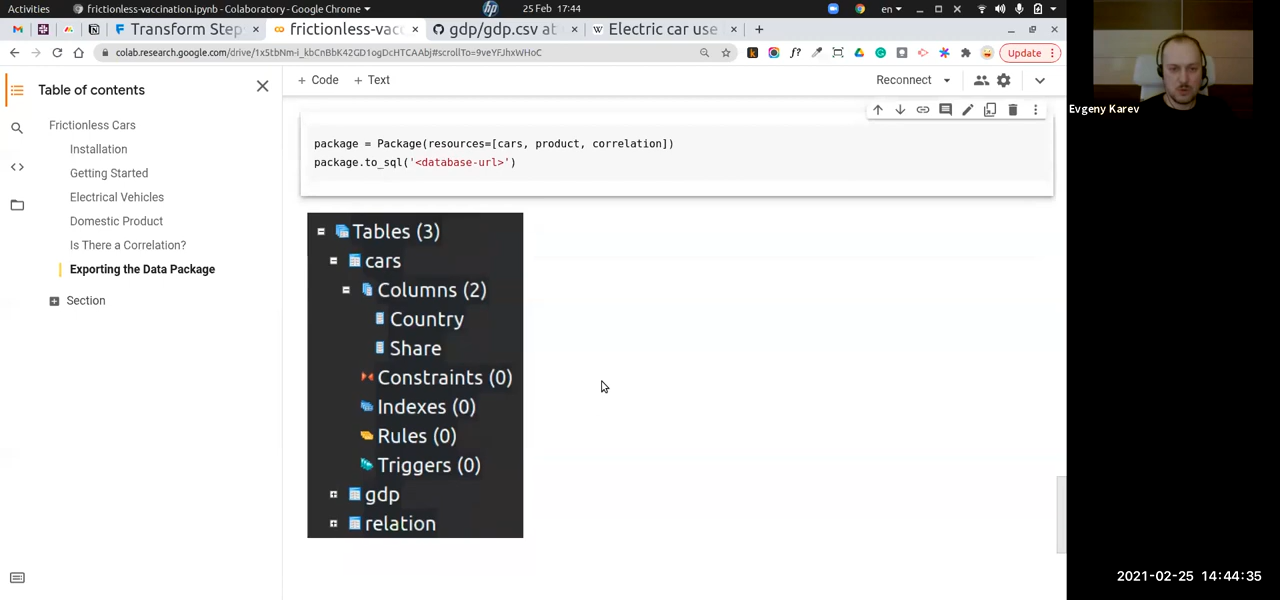 Activities
frictionless-vaccination.ipynb - Colaboratory - Google Chrome
25 Feb 17:44
en
Transform Step
frictionless-vac
gdp/gdp.csv at
Electric car use
colab.research.google.com/drive/1xStbNm-i_kbCnBbK42GD1ogDcHTCAAbj#scrollTo=9veYFJhxWHoC
Update
Table of contents
+ Code
+ Text
Reconnect
Frictionless Cars
Installation
Getting Started
Electrical Vehicles
Domestic Product
Is There a Correlation?
Exporting the Data Package
Section
package = Package(resources=[cars, product, correlation])
package.to_sql('<database-url>')
Tables (3)
cars
Columns (2)
Country
Share
Constraints (0)
Indexes (0)
Rules (0)
Triggers (0)
gdp
relation
Evgeny Karev
2021-02-25 14:44:35